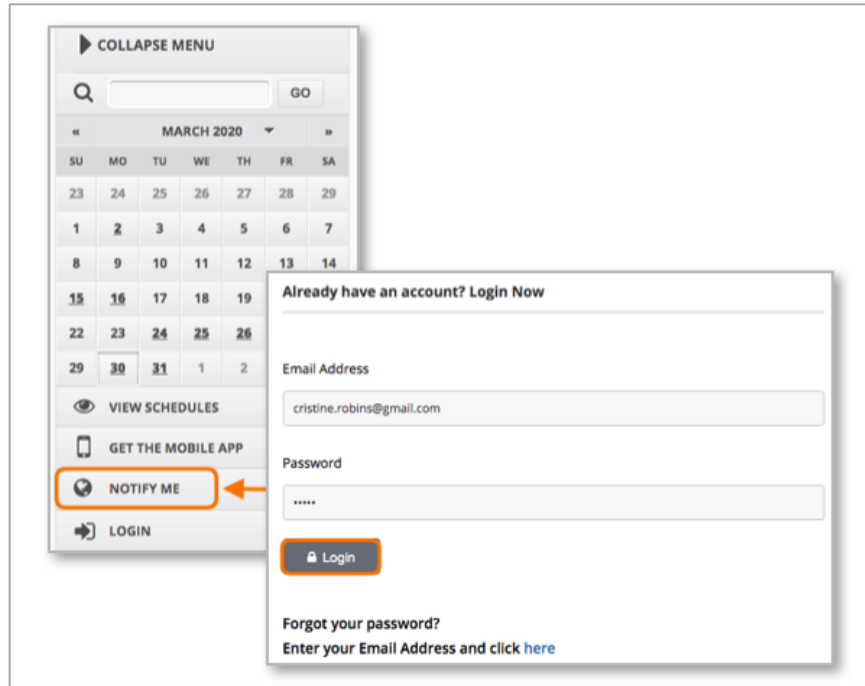 COLLAPSE MENU
GO
« MARCH 2020 »
SU MO TU WE TH FR SA
23 24 25 26 27 28 29
1 2 3 4 5 6 7
8 9 10 11 12 13 14
15 16 17 18 19
22 23 24 25 26
29 30 31 1 2
VIEW SCHEDULES
GET THE MOBILE APP
NOTIFY ME
LOGIN
Already have an account? Login Now
Email Address
cristine.robins@gmail.com
Password
•••••
Login
Forgot your password?
Enter your Email Address and click here